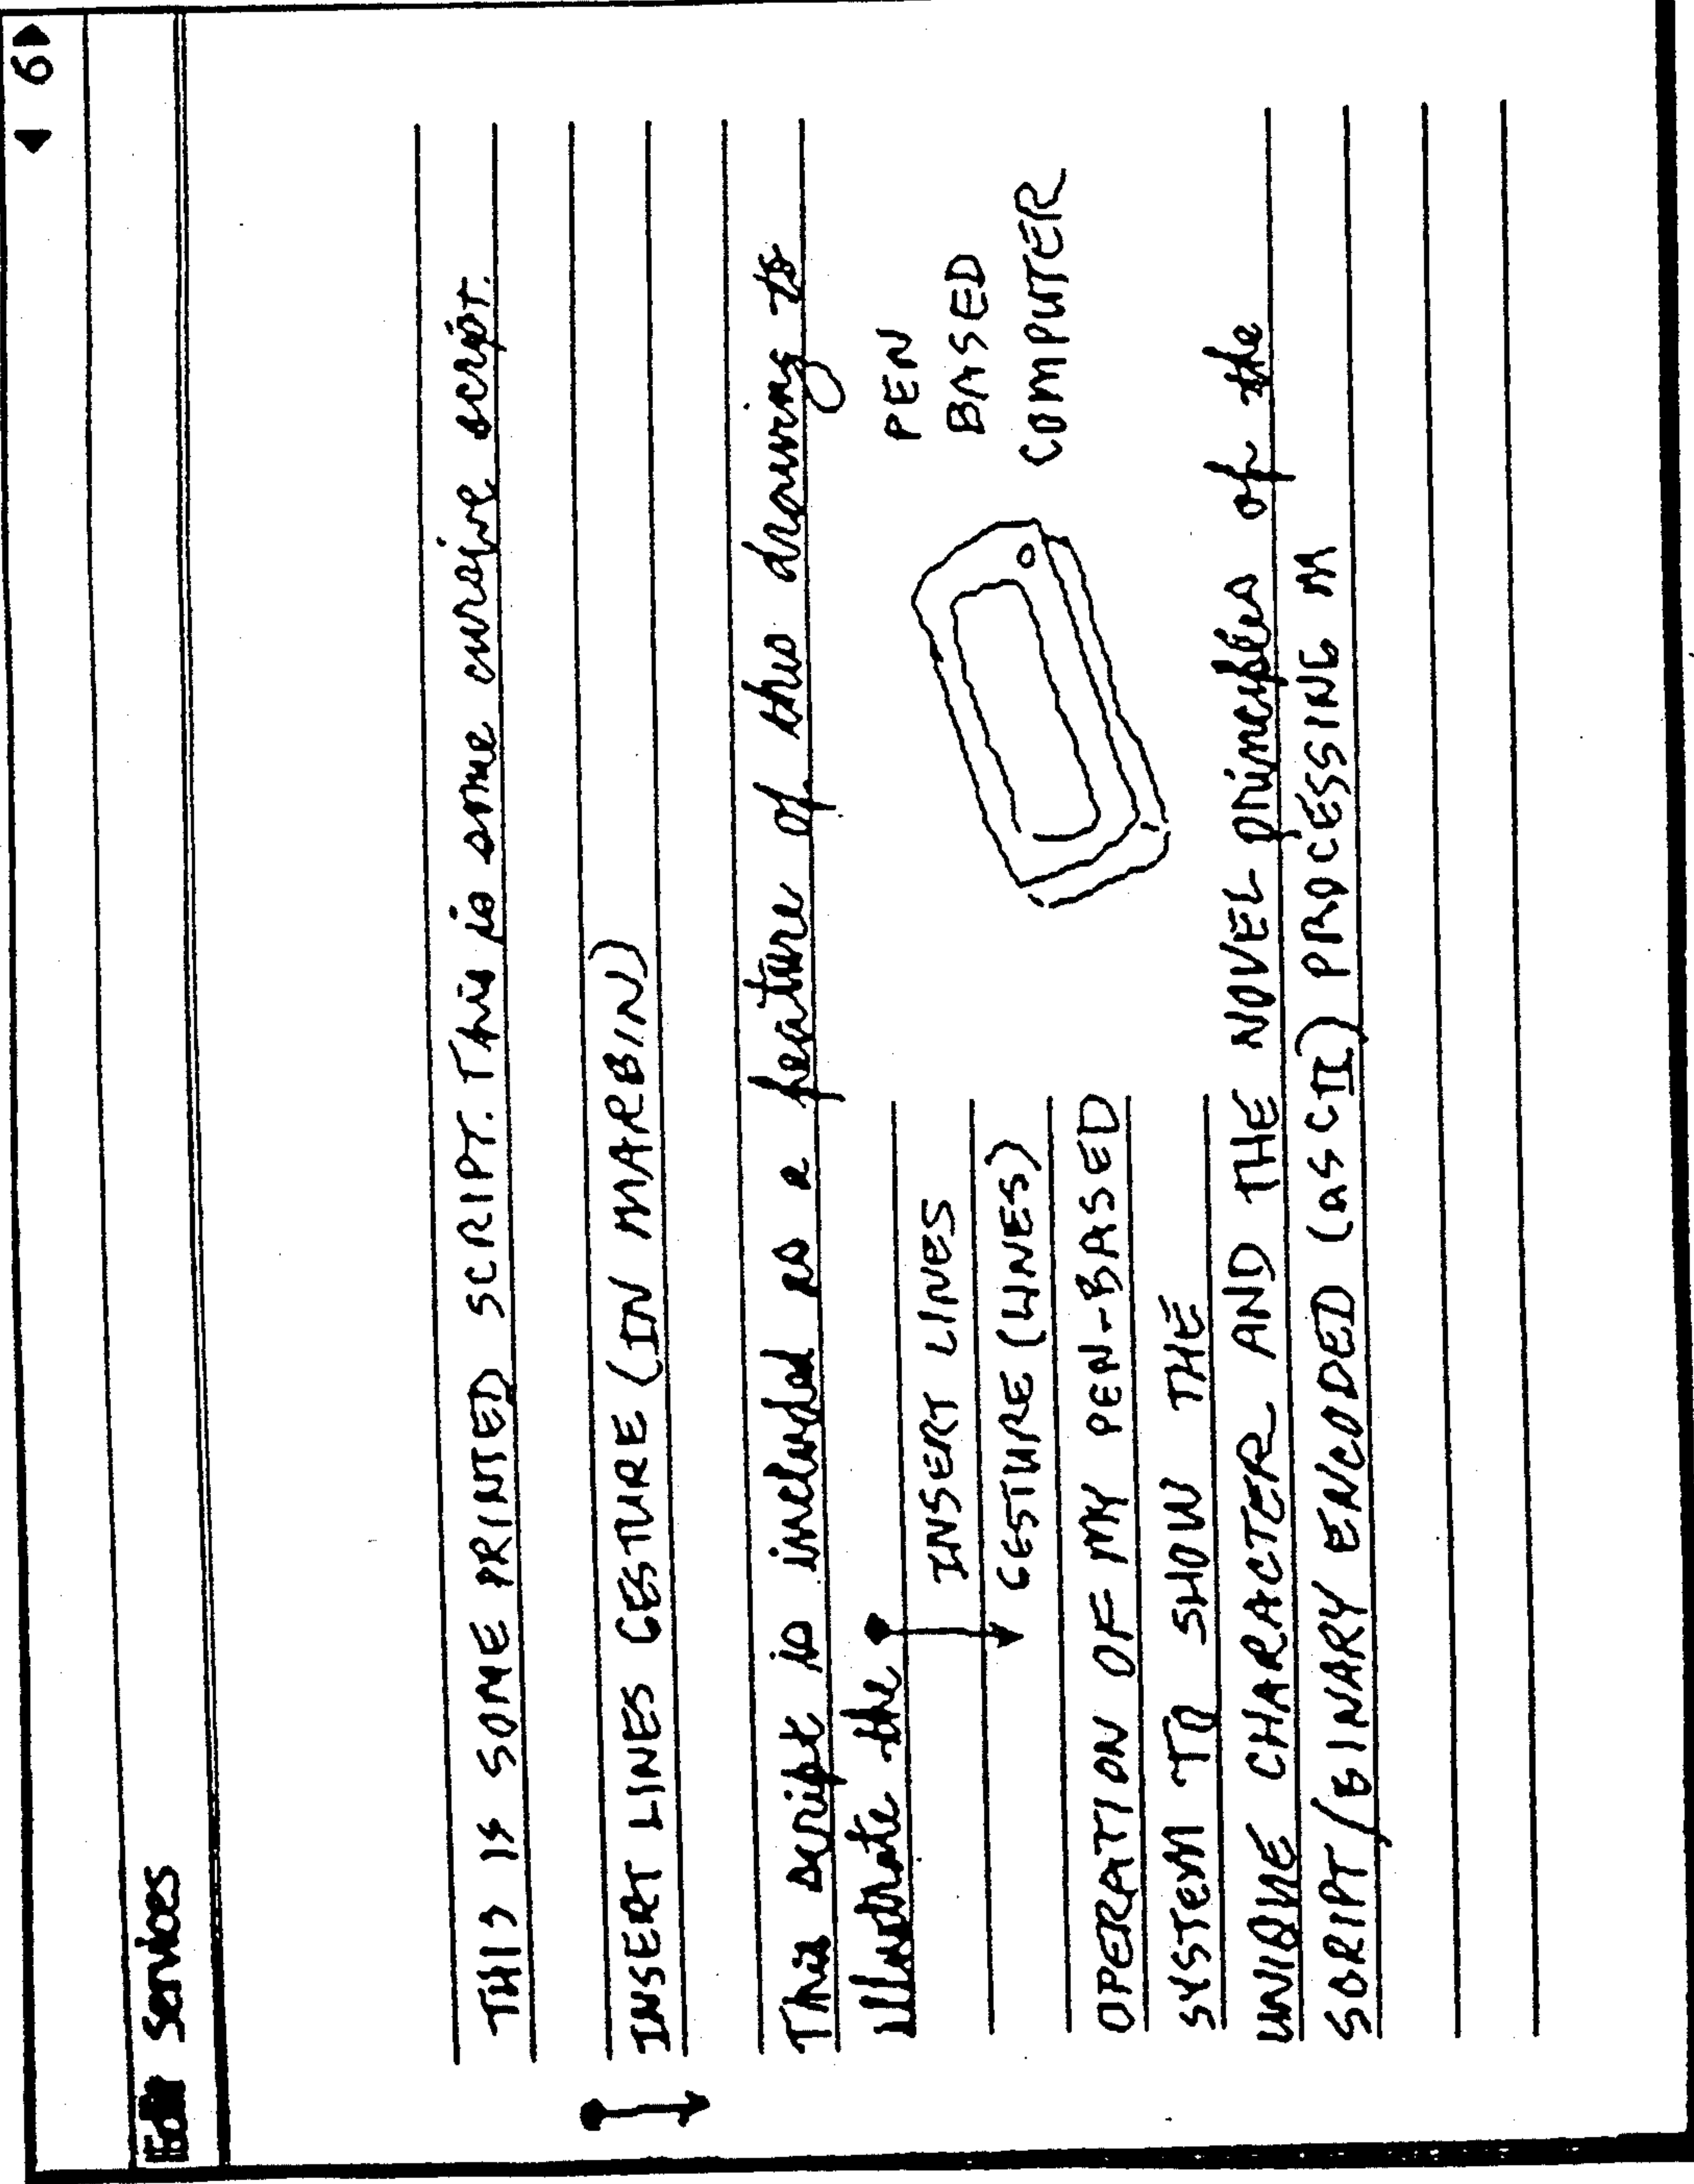 ◀ 6 ▶
Edit Services
THIS IS SOME PRINTED SCRIPT. This is some cursive script.
INSERT LINES GESTURE (IN MARGIN)
This script is included as a feature of this drawing to
illustrate the
INSERT LINES
GESTURE (LINES)
PEN
BASED
COMPUTER
OPERATION OF MY PEN-BASED
SYSTEM TO SHOW THE
UNIQUE CHARACTER AND THE NOVEL principles of the
SCRIPT/BINARY ENCODED (ASCII) PROCESSING M